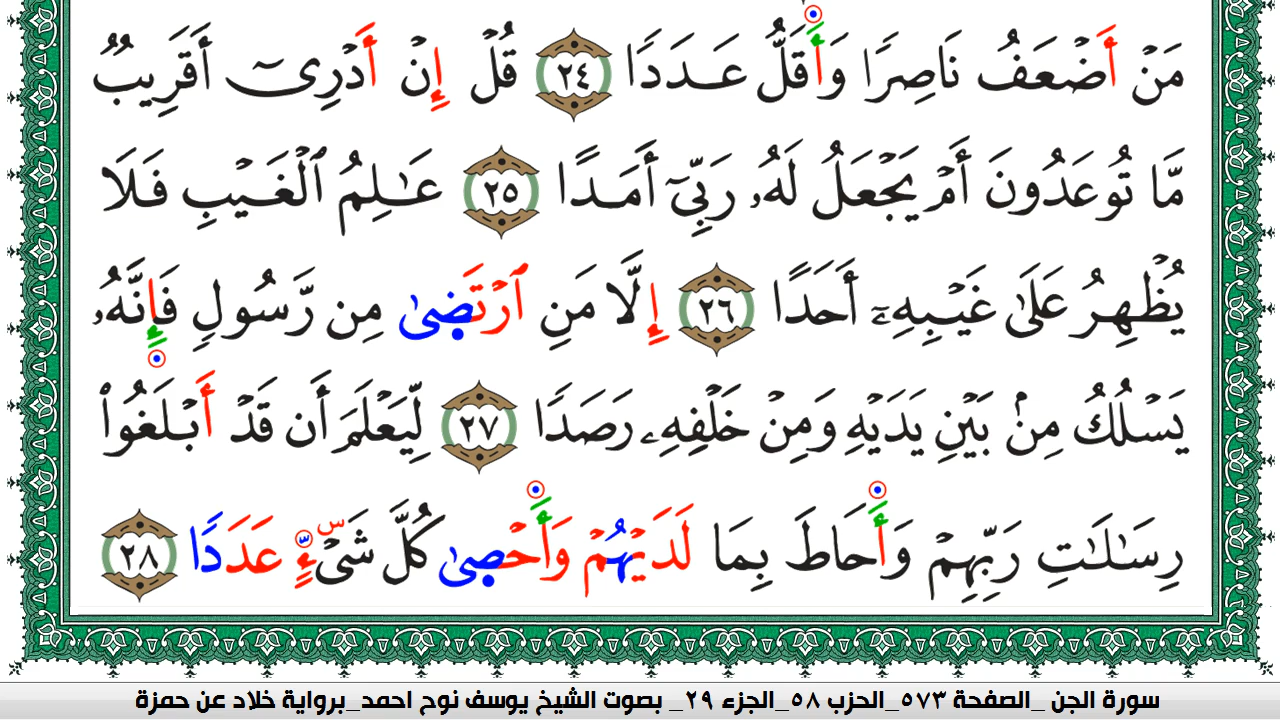 مَنْ أَضْعَفُ نَاصِرًا وَأَقَلُّ عَدَدًا ٢٤ قُلْ إِنْ أَدْرِىٓ أَقَرِيبٌ
مَّا تُوعَدُونَ أَمْ يَجْعَلُ لَهُۥ رَبِّىٓ أَمَدًا ٢٥ عَـٰلِمُ ٱلْغَيْبِ فَلَا
يُظْهِرُ عَلَىٰ غَيْبِهِۦٓ أَحَدًا ٢٦ إِلَّا مَنِ ٱرْتَضِىٰ مِن رَّسُولٍ فَإِنَّهُۥ
يَسْلُكُ مِنۢ بَيْنِ يَدَيْهِ وَمِنْ خَلْفِهِۦ رَصَدًا ٢٧ لِّيَعْلَمَ أَن قَدْ أَبْلَغُوا۟
رِسَـٰلَـٰتِ رَبِّهِمْ وَأَحَاطَ بِمَا لَدَيْهُمْ وَأَحْصِىٰ كُلَّ شَىْءٍ عَدَدًا ٢٨
سورة الجن _الصفحة ٥٧٣_الحزب ٥٨_الجزء ٢٩_ بصوت الشيخ يوسف نوح احمد_برواية خلاد عن حمزة